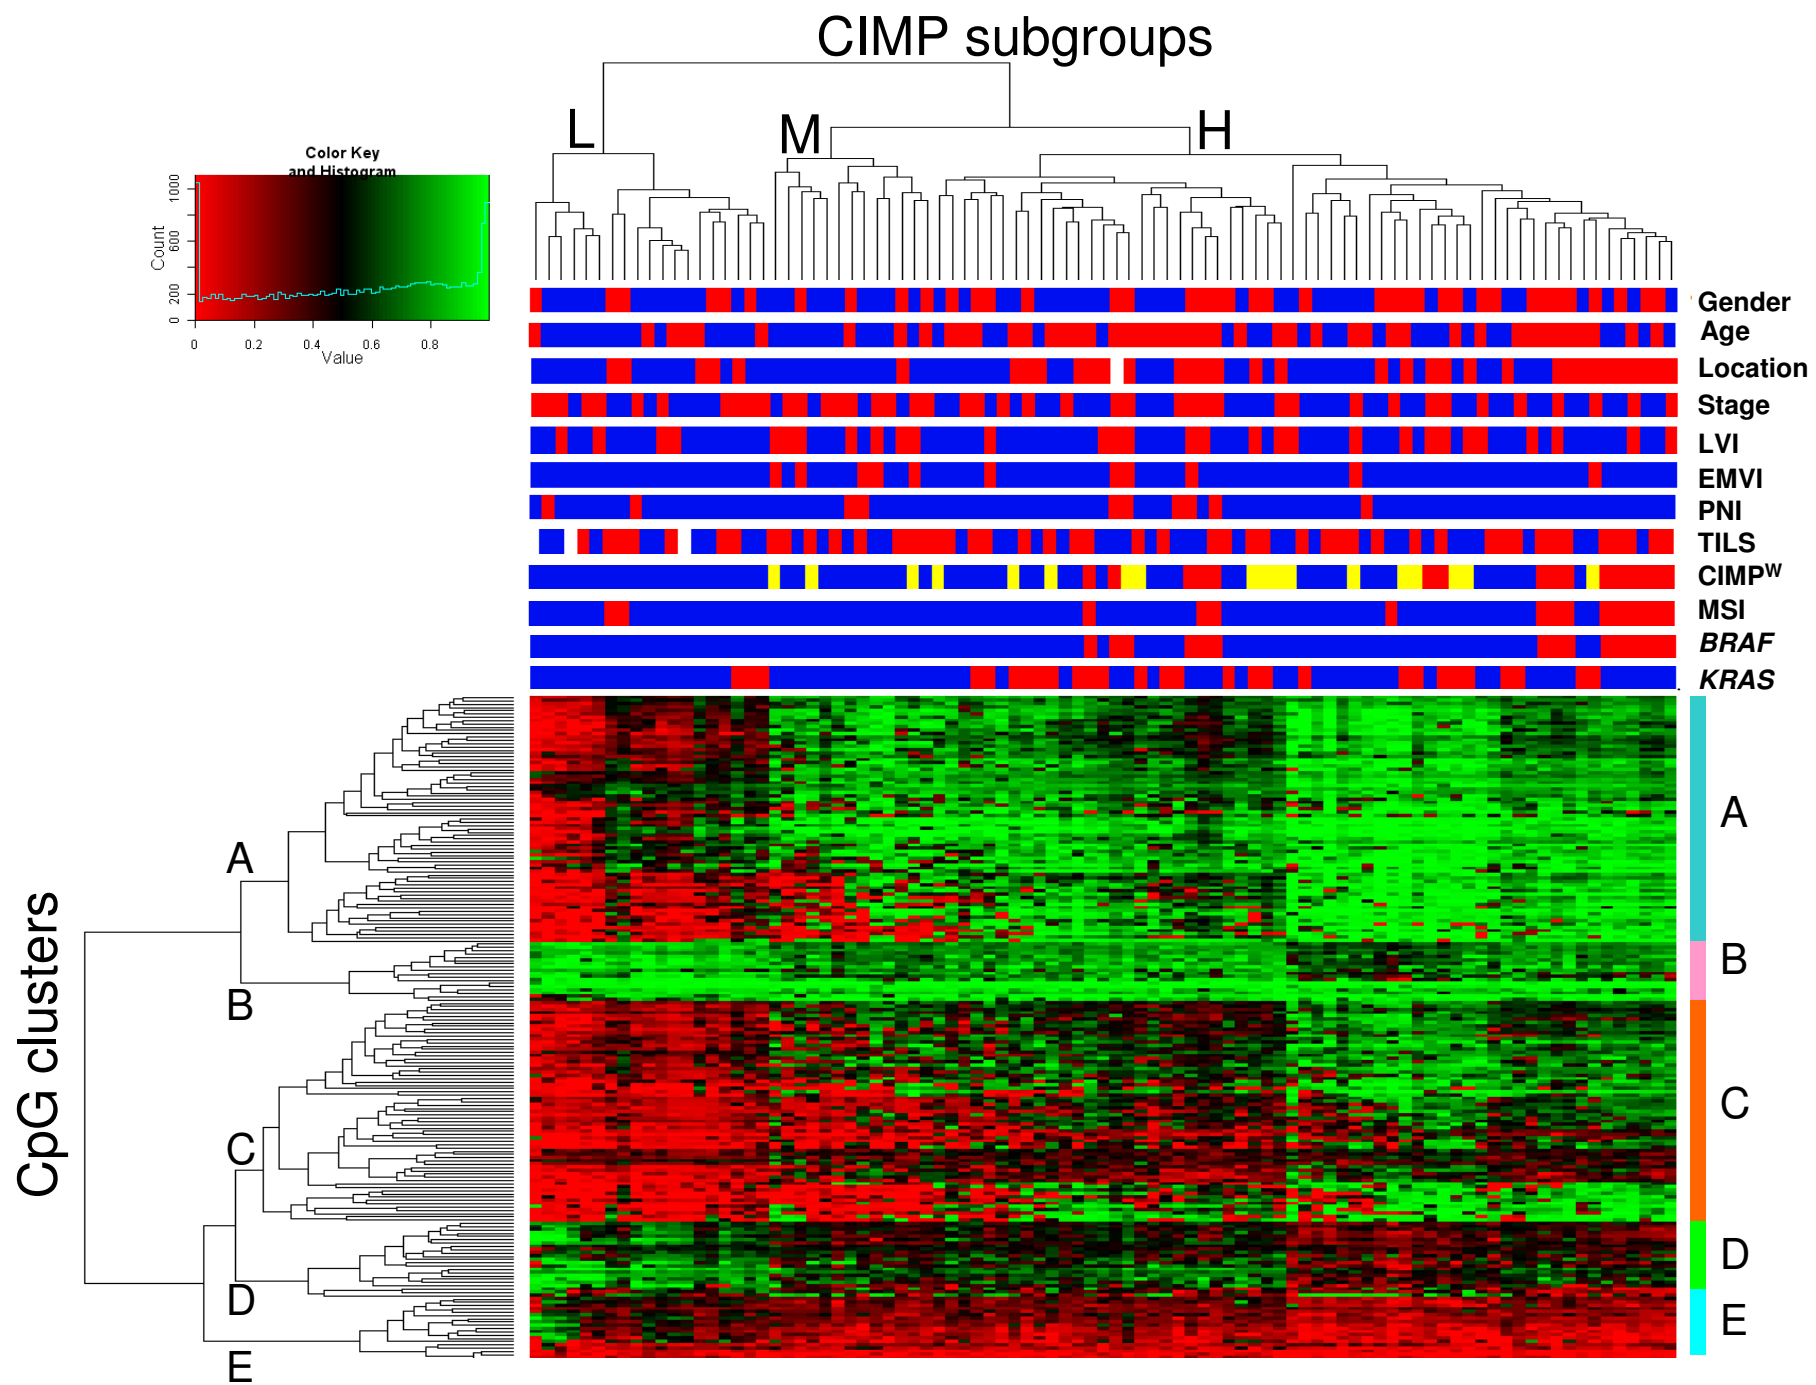 CIMP subgroups
L
M
H
Color Key
and Histogram
Count
1000
600
200
0
0
0.2
0.4
0.6
0.8
Value
Gender
Age
Location
Stage
LVI
EMVI
PNI
TILS
CIMPᵂ
MSI
BRAF
KRAS
CpG clusters
A
B
C
D
E
A
B
C
D
E